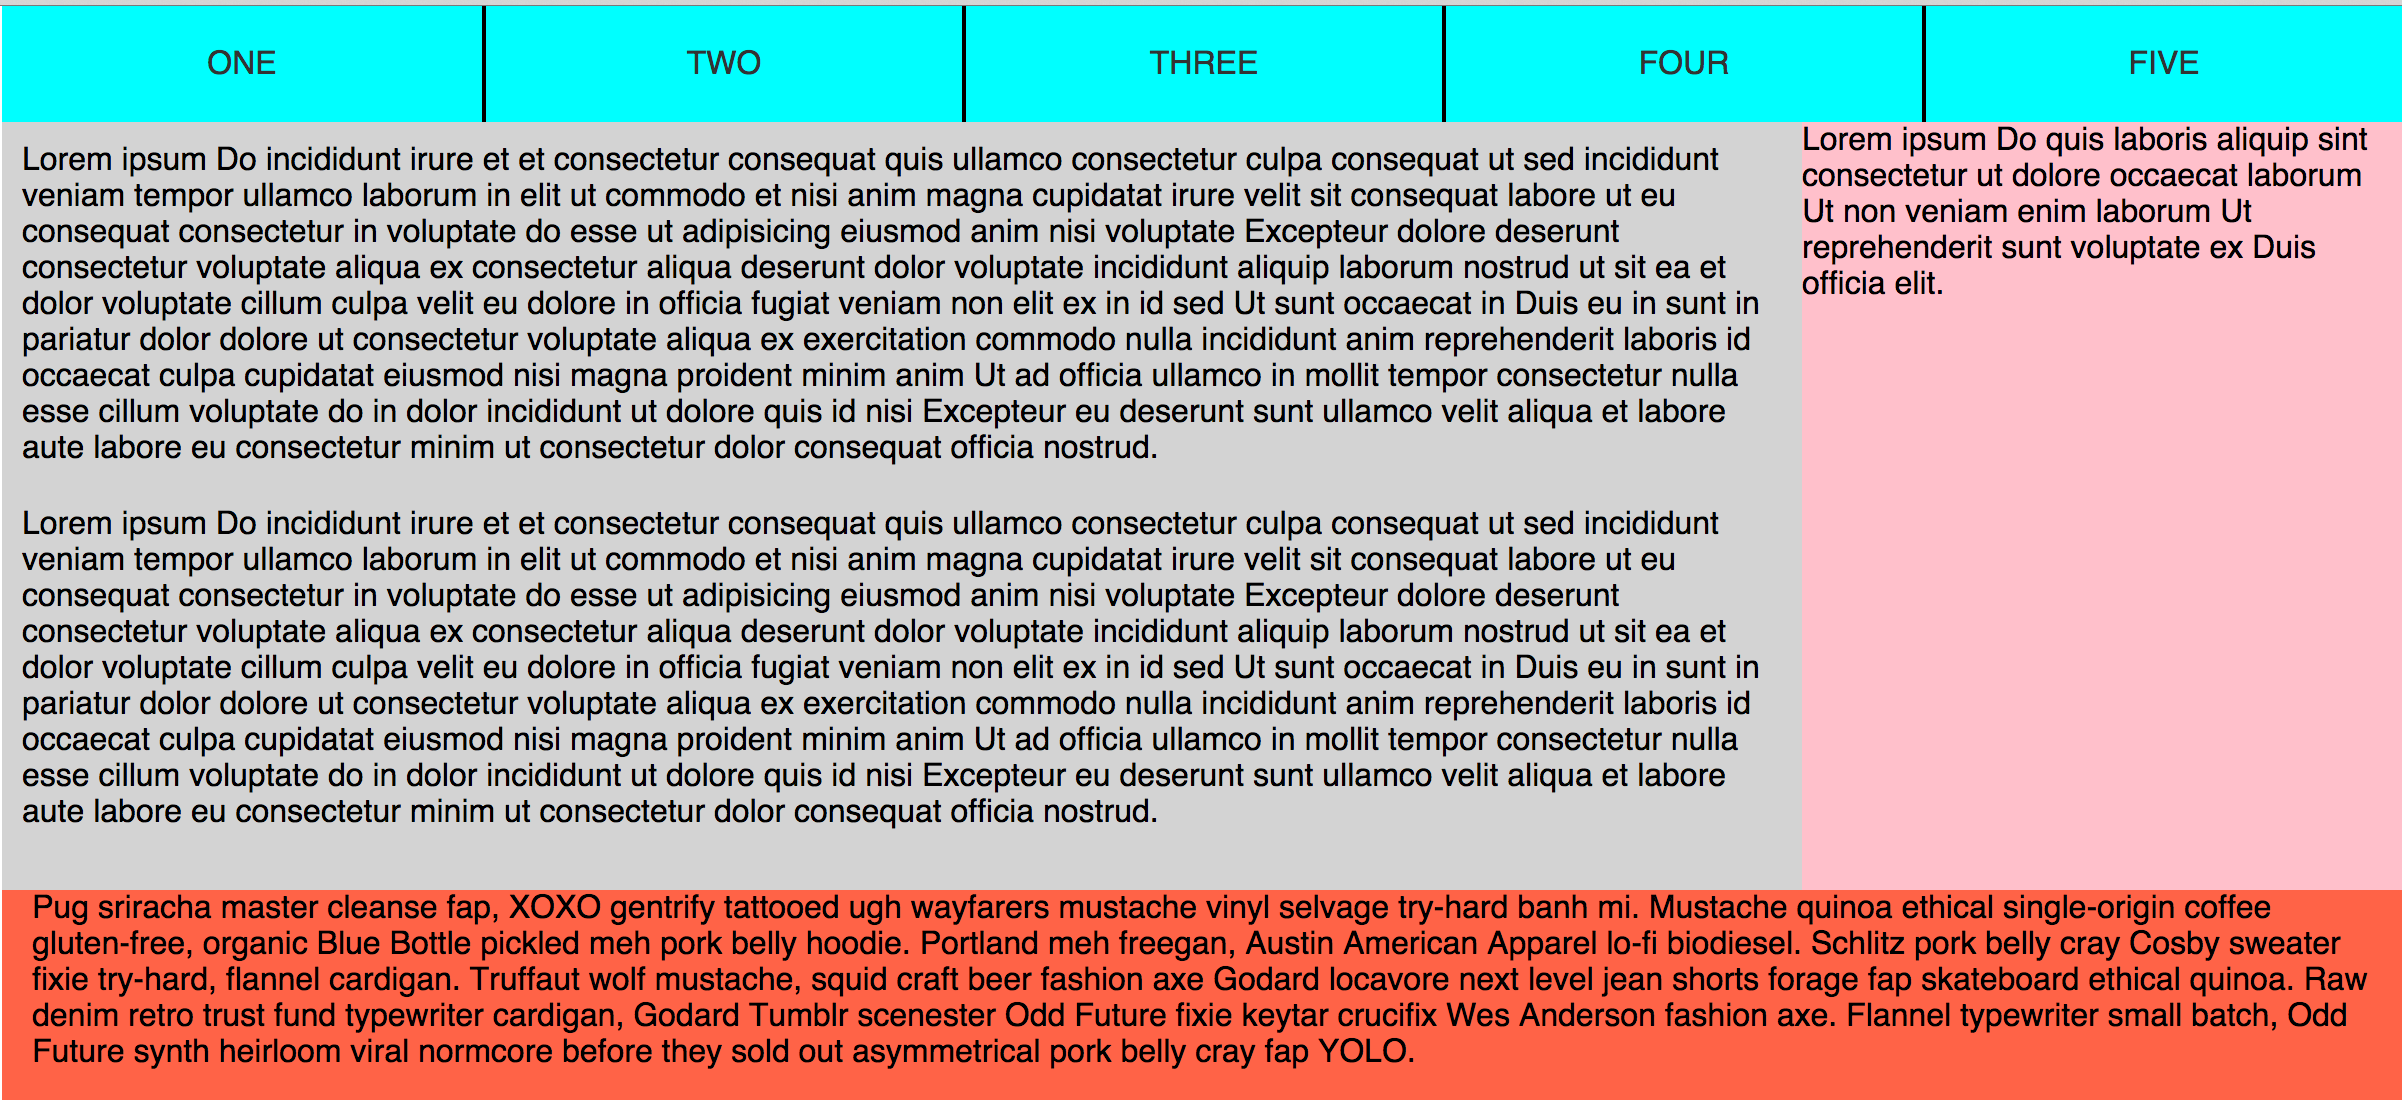 ONE
TWO
THREE
FOUR
FIVE
Lorem ipsum Do incididunt irure et et consectetur consequat quis ullamco consectetur culpa consequat ut sed incididunt
veniam tempor ullamco laborum in elit ut commodo et nisi anim magna cupidatat irure velit sit consequat labore ut eu
consequat consectetur in voluptate do esse ut adipisicing eiusmod anim nisi voluptate Excepteur dolore deserunt
consectetur voluptate aliqua ex consectetur aliqua deserunt dolor voluptate incididunt aliquip laborum nostrud ut sit ea et
dolor voluptate cillum culpa velit eu dolore in officia fugiat veniam non elit ex in id sed Ut sunt occaecat in Duis eu in sunt in
pariatur dolor dolore ut consectetur voluptate aliqua ex exercitation commodo nulla incididunt anim reprehenderit laboris id
occaecat culpa cupidatat eiusmod nisi magna proident minim anim Ut ad officia ullamco in mollit tempor consectetur nulla
esse cillum voluptate do in dolor incididunt ut dolore quis id nisi Excepteur eu deserunt sunt ullamco velit aliqua et labore
aute labore eu consectetur minim ut consectetur dolor consequat officia nostrud.
Lorem ipsum Do incididunt irure et et consectetur consequat quis ullamco consectetur culpa consequat ut sed incididunt
veniam tempor ullamco laborum in elit ut commodo et nisi anim magna cupidatat irure velit sit consequat labore ut eu
consequat consectetur in voluptate do esse ut adipisicing eiusmod anim nisi voluptate Excepteur dolore deserunt
consectetur voluptate aliqua ex consectetur aliqua deserunt dolor voluptate incididunt aliquip laborum nostrud ut sit ea et
dolor voluptate cillum culpa velit eu dolore in officia fugiat veniam non elit ex in id sed Ut sunt occaecat in Duis eu in sunt in
pariatur dolor dolore ut consectetur voluptate aliqua ex exercitation commodo nulla incididunt anim reprehenderit laboris id
occaecat culpa cupidatat eiusmod nisi magna proident minim anim Ut ad officia ullamco in mollit tempor consectetur nulla
esse cillum voluptate do in dolor incididunt ut dolore quis id nisi Excepteur eu deserunt sunt ullamco velit aliqua et labore
aute labore eu consectetur minim ut consectetur dolor consequat officia nostrud.
Lorem ipsum Do quis laboris aliquip sint
consectetur ut dolore occaecat laborum
Ut non veniam enim laborum Ut
reprehenderit sunt voluptate ex Duis
officia elit.
Pug sriracha master cleanse fap, XOXO gentrify tattooed ugh wayfarers mustache vinyl selvage try-hard banh mi. Mustache quinoa ethical single-origin coffee
gluten-free, organic Blue Bottle pickled meh pork belly hoodie. Portland meh freegan, Austin American Apparel lo-fi biodiesel. Schlitz pork belly cray Cosby sweater
fixie try-hard, flannel cardigan. Truffaut wolf mustache, squid craft beer fashion axe Godard locavore next level jean shorts forage fap skateboard ethical quinoa. Raw
denim retro trust fund typewriter cardigan, Godard Tumblr scenester Odd Future fixie keytar crucifix Wes Anderson fashion axe. Flannel typewriter small batch, Odd
Future synth heirloom viral normcore before they sold out asymmetrical pork belly cray fap YOLO.